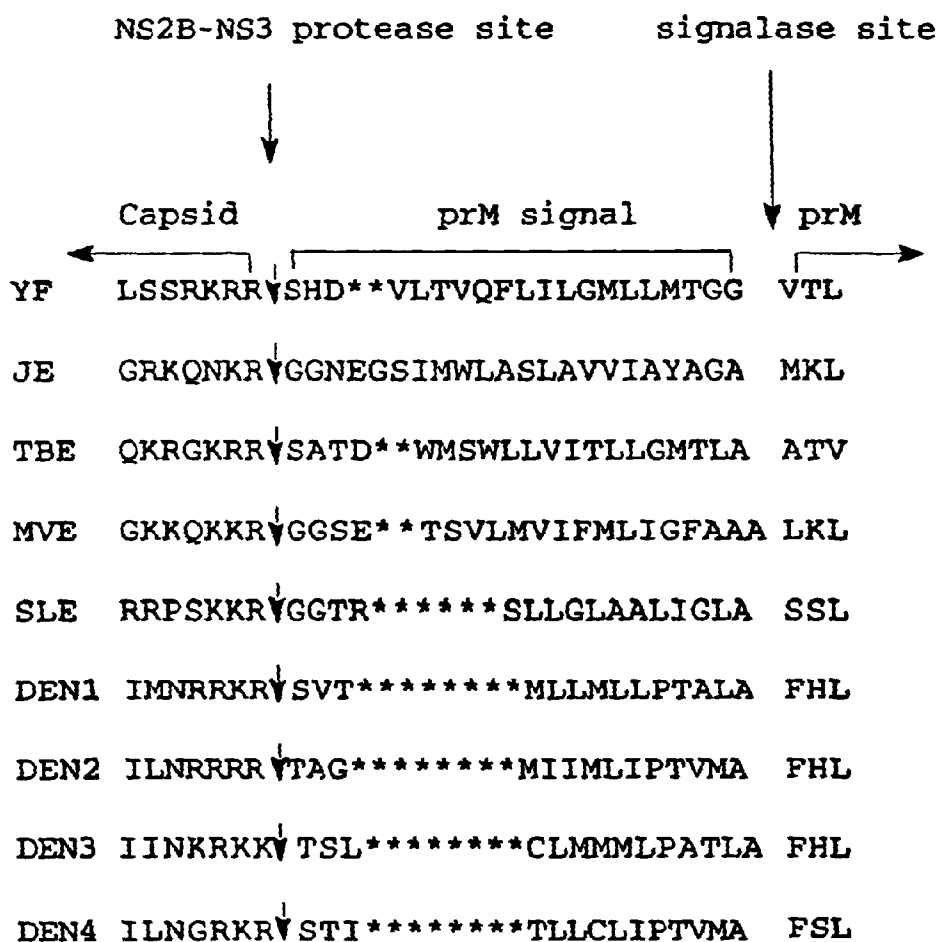 NS2B-NS3 protease site signalase site
Capsid prM signal prM
YF LSSRKRR SHD**VLTVQFLILGMLLMTGG VTL
JE GRKQNKR GGNEGSIMWLASLAVVIAYAGA MKL
TBE QKRGKRR SATD**WMSWLLVITLLGMTLA ATV
MVE GKKQKKR GGSE**TSVLMVIFMLIGFAAA LKL
SLE RRPSKKR GGTR******SLLGLAALIGLA SSL
DEN1 IMNRRKR SVT********MLLMLLPTALA FHL
DEN2 ILNRRRR TAG********MIIMLIPTVMA FHL
DEN3 IINKRKK TSL********CLMMMLPATLA FHL
DEN4 ILNGRKR STI********TLLCLIPTVMA FSL